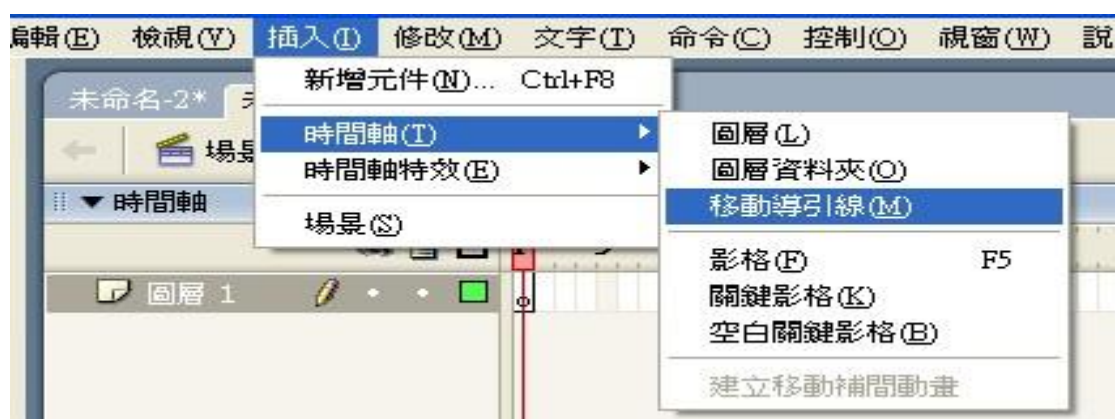 編輯(E) 檢視(V) 插入(I) 修改(M) 文字(T) 命令(C) 控制(O) 視窗(W) 說
新增元件(N)... Ctrl+F8
未命名-2*
時間軸(T)
圖層(L)
場景
時間軸特效(E)
圖層資料夾(O)
時間軸
移動導引線(M)
場景(S)
影格(F) F5
圖層 1
關鍵影格(K)
空白關鍵影格(B)
建立移動補間動畫